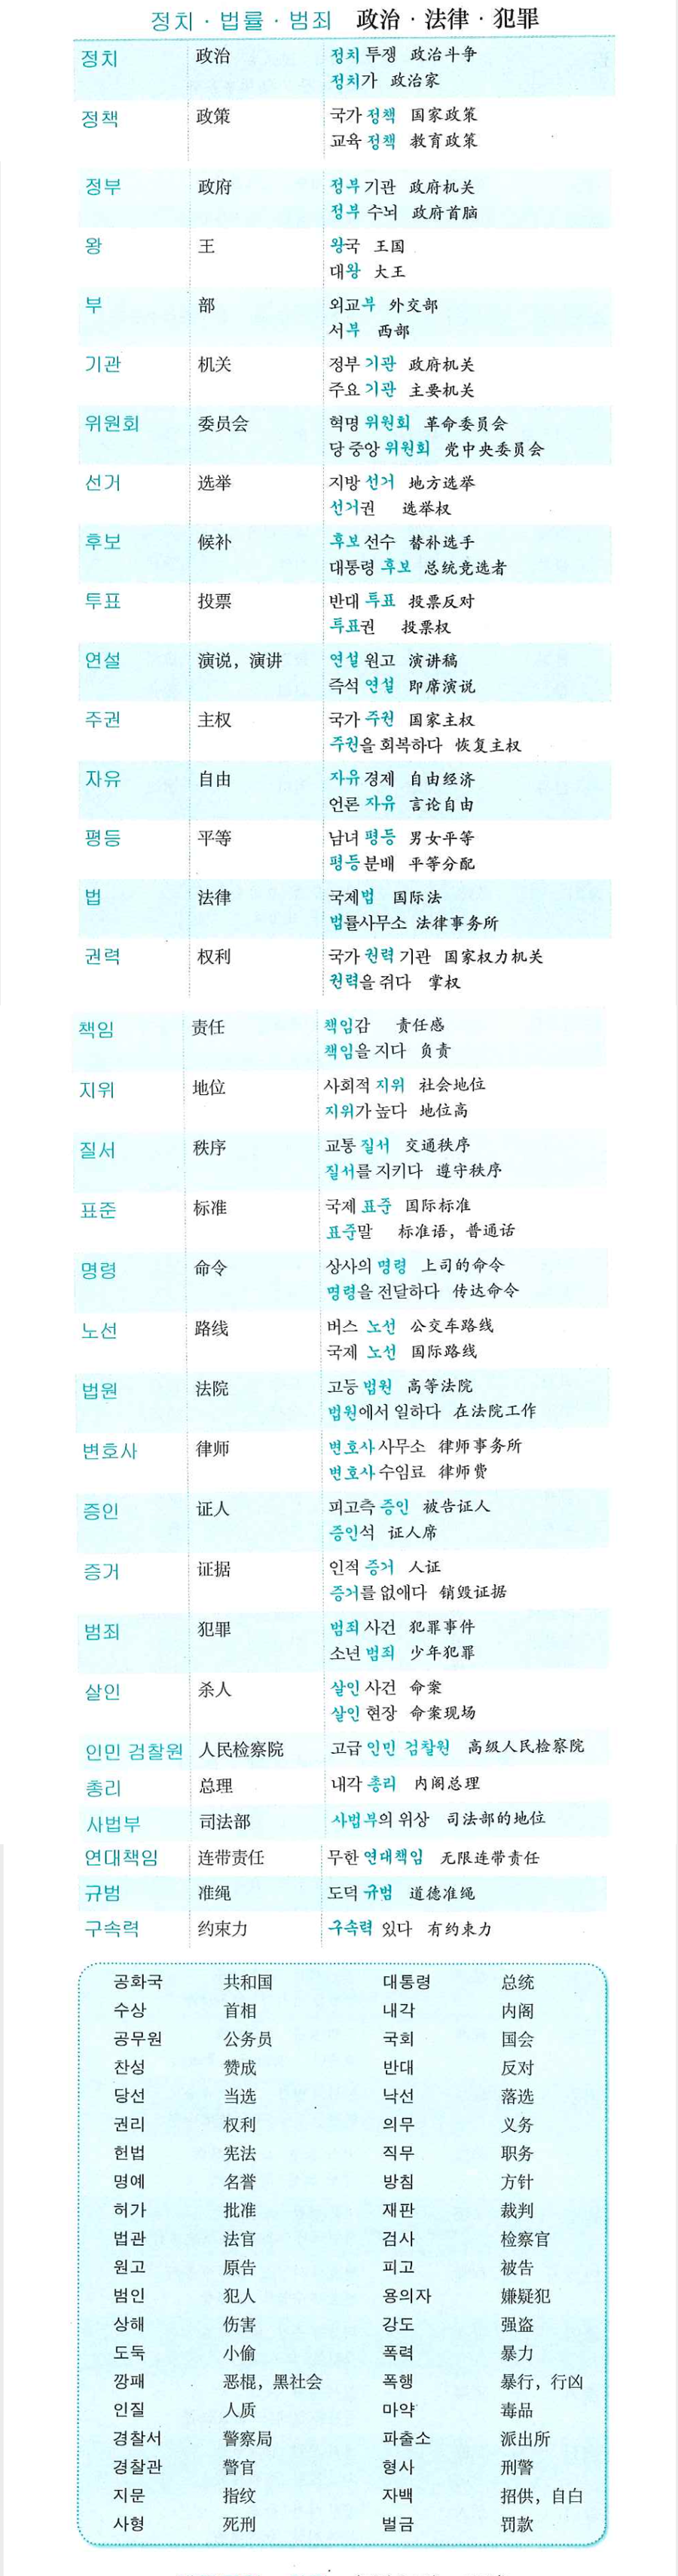 정치 · 법률 · 범죄 政治 · 法律 · 犯罪
정치 政治 정치 투쟁 政治斗争
정치가 政治家
정책 政策 국가 정책 国家政策
교육 정책 教育政策
정부 政府 정부 기관 政府机关
정부 수뇌 政府首脑
왕 王 왕국 王国
대왕 大王
부 部 외교부 外交部
서부 西部
기관 机关 정부 기관 政府机关
주요 기관 主要机关
위원회 委员会 혁명 위원회 革命委员会
당 중앙 위원회 党中央委员会
선거 选举 지방 선거 地方选举
선거권 选举权
후보 候补 후보 선수 替补选手
대통령 후보 总统竞选者
투표 投票 반대 투표 投票反对
투표권 投票权
연설 演说，演讲 연설 원고 演讲稿
즉석 연설 即席演说
주권 主权 국가 주권 国家主权
주권을 회복하다 恢复主权
자유 自由 자유 경제 自由经济
언론 자유 言论自由
평등 平等 남녀 평등 男女平等
평등 분배 平等分配
법 法律 국제법 国际法
법률사무소 法律事务所
권력 权利 국가 권력 기관 国家权力机关
권력을 쥐다 掌权
책임 责任 책임감 责任感
책임을 지다 负责
지위 地位 사회적 지위 社会地位
지위가 높다 地位高
질서 秩序 교통 질서 交通秩序
질서를 지키다 遵守秩序
표준 标准 국제 표준 国际标准
표준말 标准语，普通话
명령 命令 상사의 명령 上司的命令
명령을 전달하다 传达命令
노선 路线 버스 노선 公交车路线
국제 노선 国际路线
법원 法院 고등 법원 高等法院
법원에서 일하다 在法院工作
변호사 律师 변호사 사무소 律师事务所
변호사 수임료 律师费
증인 证人 피고측 증인 被告证人
증인석 证人席
증거 证据 인적 증거 人证
증거를 없애다 销毁证据
범죄 犯罪 범죄 사건 犯罪事件
소년 범죄 少年犯罪
살인 杀人 살인 사건 命案
살인 현장 命案现场
인민 검찰원 人民检察院 고급 인민 검찰원 高级人民检察院
총리 总理 내각 총리 内阁总理
사법부 司法部 사법부의 위상 司法部的地位
연대책임 连带责任 무한 연대책임 无限连带责任
규범 准绳 도덕 규범 道德准绳
구속력 约束力 구속력 있다 有约束力
공화국 共和国 대통령 总统
수상 首相 내각 内阁
공무원 公务员 국회 国会
찬성 赞成 반대 反对
당선 当选 낙선 落选
권리 权利 의무 义务
헌법 宪法 직무 职务
명예 名誉 방침 方针
허가 批准 재판 裁判
법관 法官 검사 检察官
원고 原告 피고 被告
범인 犯人 용의자 嫌疑犯
상해 伤害 강도 强盗
도둑 小偷 폭력 暴力
깡패 恶棍，黑社会 폭행 暴行，行凶
인질 人质 마약 毒品
경찰서 警察局 파출소 派出所
경찰관 警官 형사 刑警
지문 指纹 자백 招供，自白
사형 死刑 벌금 罚款